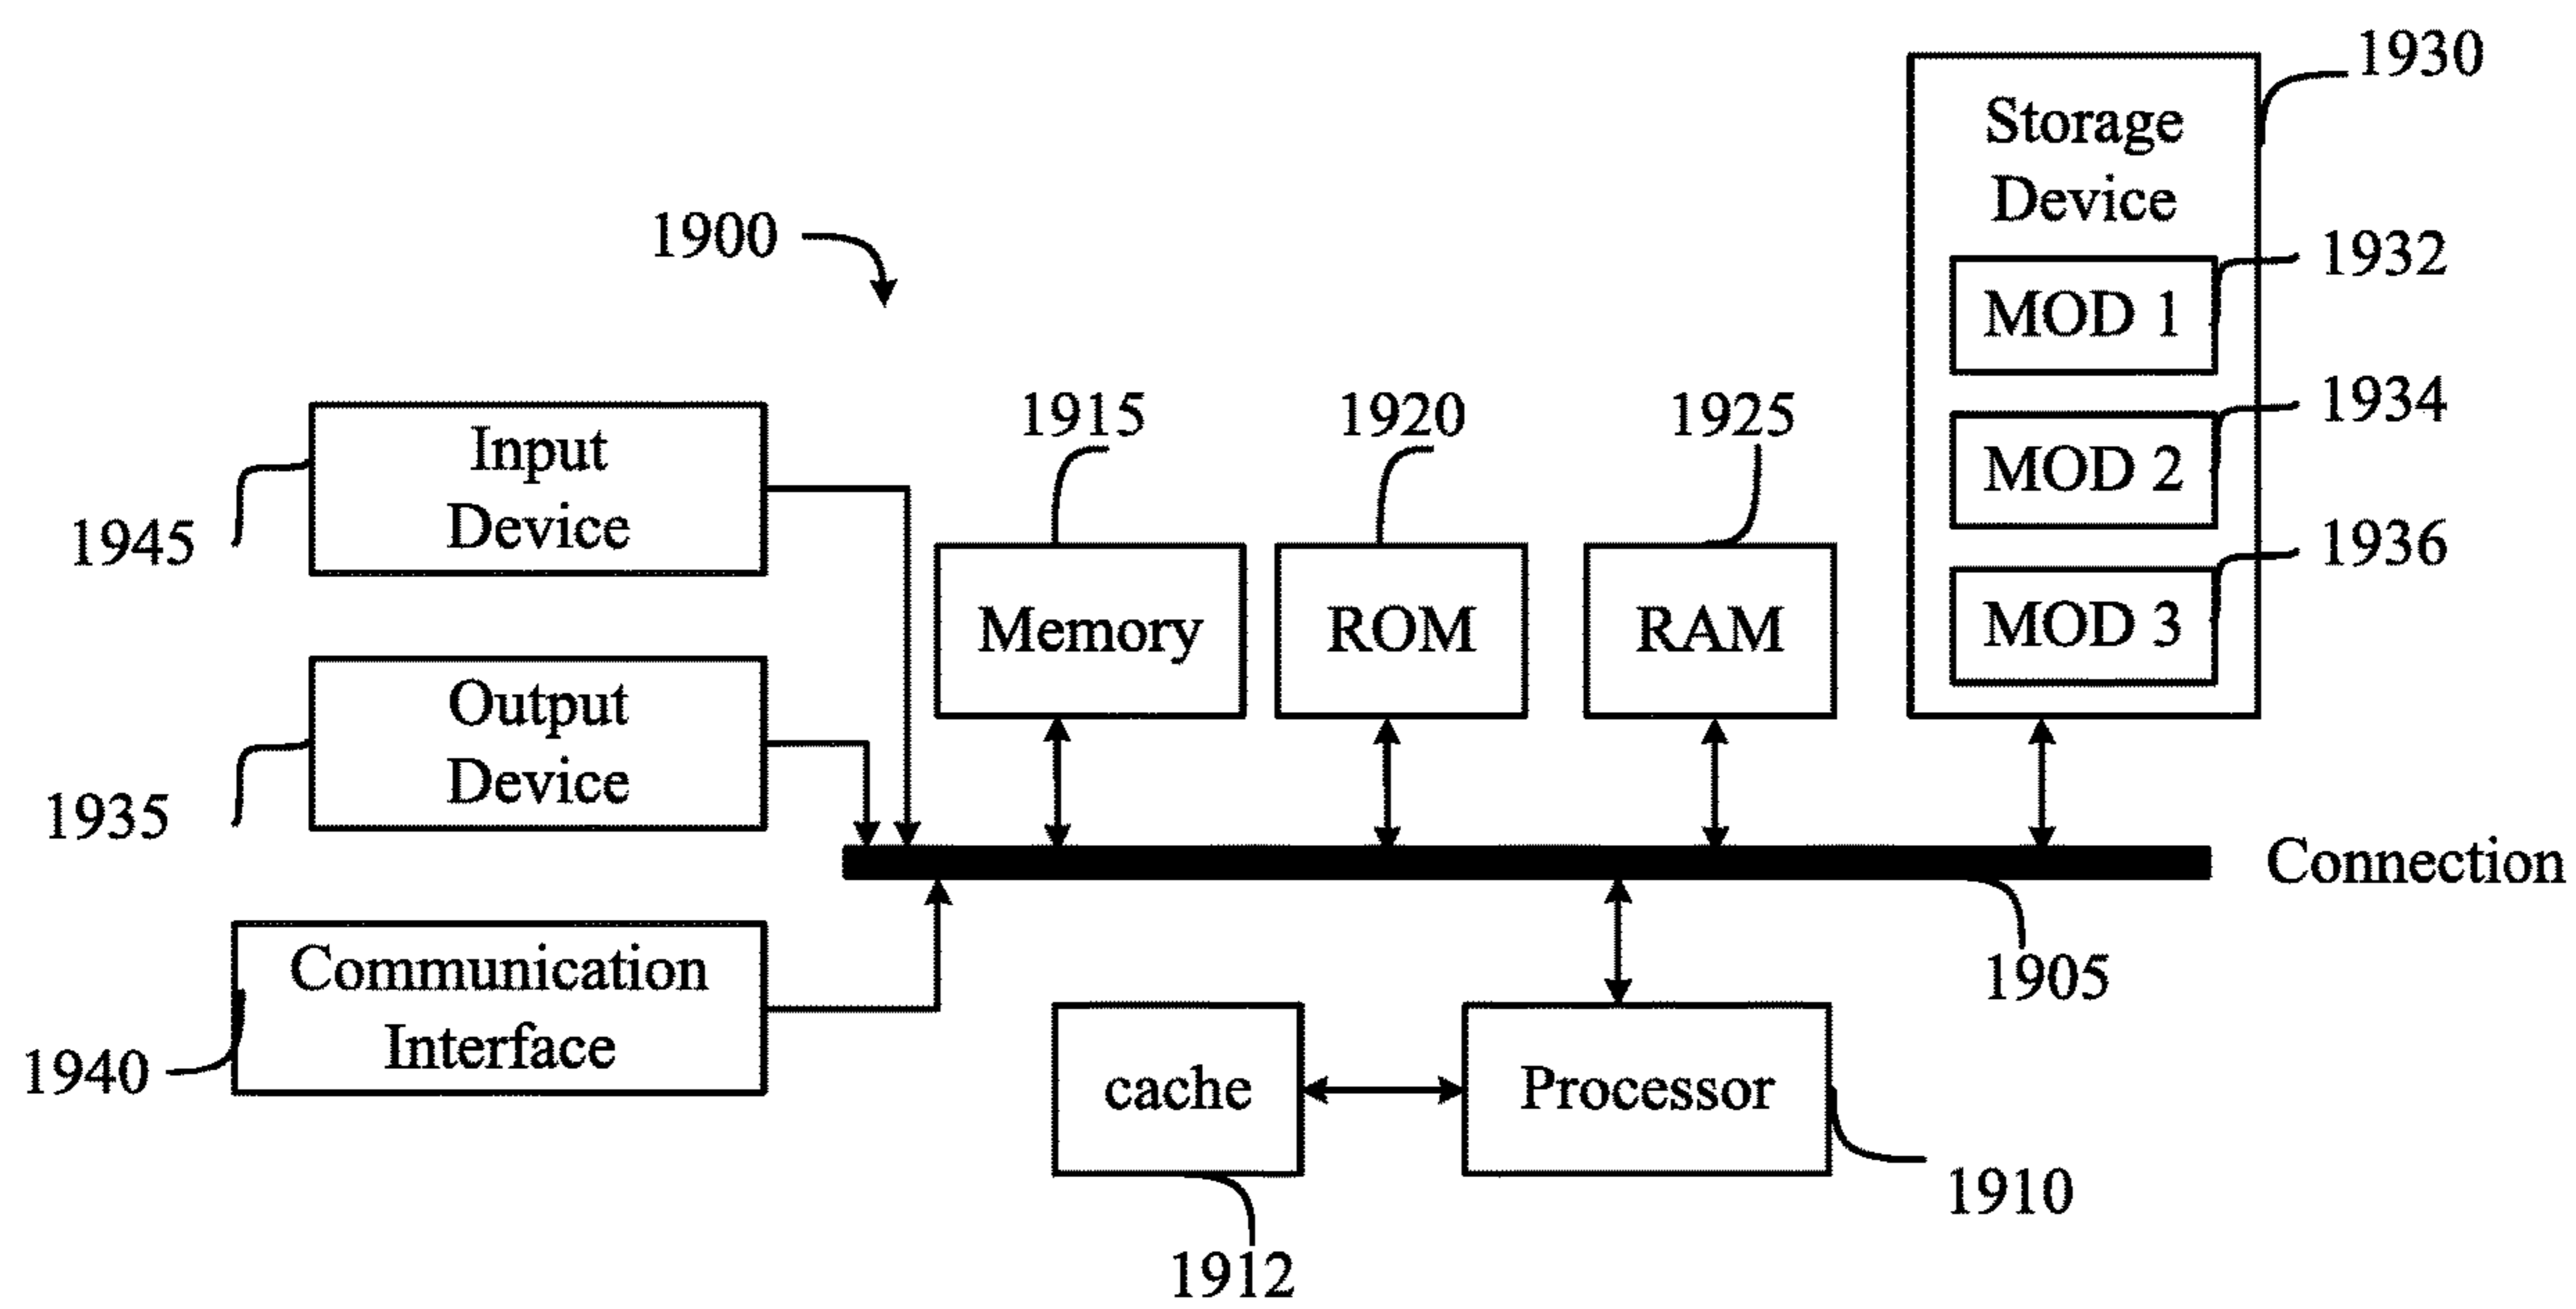 1930
Storage
Device
1900
1932
MOD 1
1934
MOD 2
1936
MOD 3
1915
1920
1925
Input
Device
1945
Memory
ROM
RAM
Output
Device
1935
Connection
1905
Communication
Interface
1940
cache
Processor
1910
1912